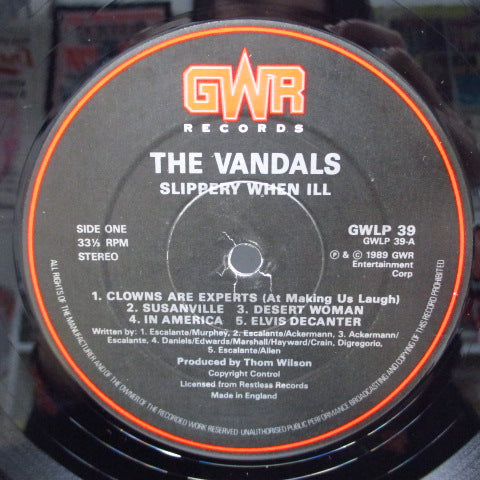 GWR
RECORDS
THE VANDALS
SLIPPERY WHEN ILL
SIDE ONE
33⅓ RPM
STEREO
GWLP 39
GWLP 39-A
℗ & © 1989 GWR
Entertainment
Corp
1. CLOWNS ARE EXPERTS (At Making Us Laugh)
2. SUSANVILLE 3. DESERT WOMAN
4. IN AMERICA 5. ELVIS DECANTER
Written by: 1. Escalante/Murphey, 2. Escalante/Ackermann, 3. Ackermann/
Escalante, 4. Daniels/Edwards/Marshall/Hayward/Crain, Digregorio,
5. Escalante/Allen
Produced by Thom Wilson
Copyright Control
Licensed from Restless Records
Made in England
ALL RIGHTS OF THE MANUFACTURER AND OF THE OWNER OF THE RECORDED WORK RESERVED UNAUTHORISED PUBLIC PERFORMANCE BROADCASTING AND COPYING OF THIS RECORD PROHIBITED